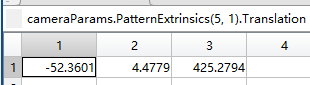 cameraParams.PatternExtrinsics(5, 1).Translation
1 2 3 4
1 -52.3601 4.4779 425.2794